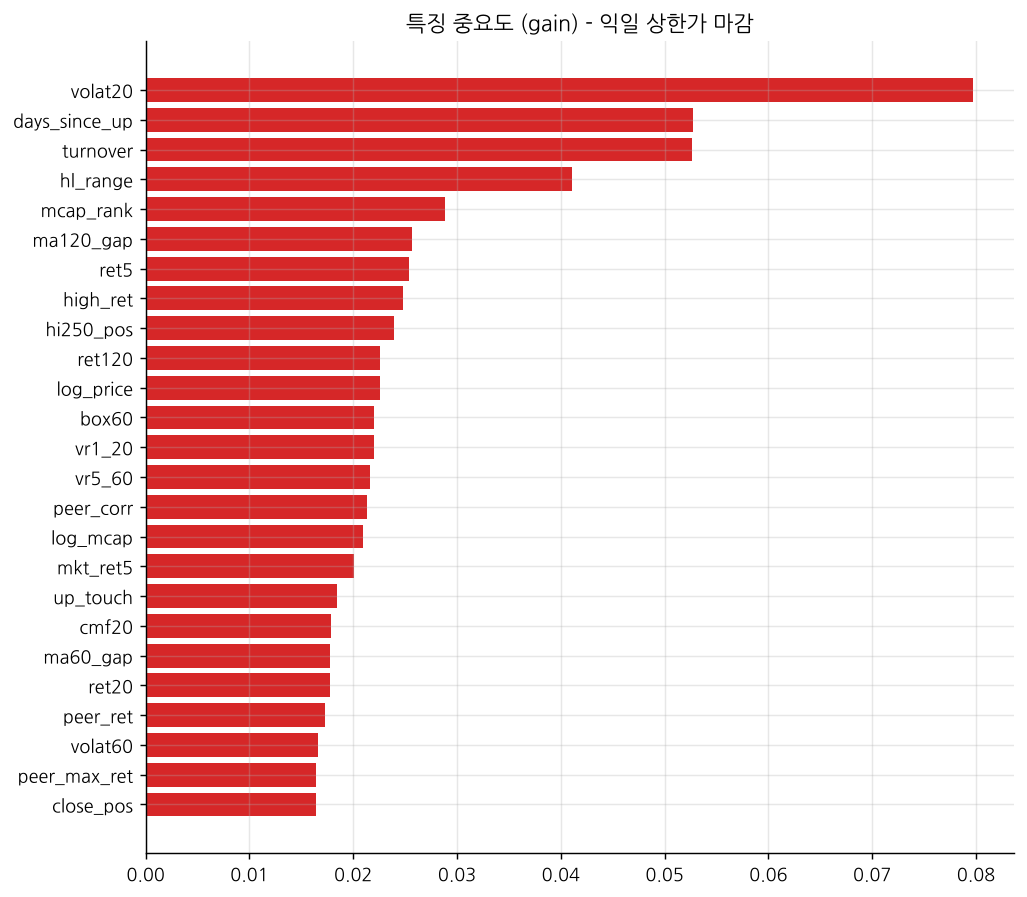 특징 중요도 (gain) - 익일 상한가 마감
volat20
days_since_up
turnover
hl_range
mcap_rank
ma120_gap
ret5
high_ret
hi250_pos
ret120
log_price
box60
vr1_20
vr5_60
peer_corr
log_mcap
mkt_ret5
up_touch
cmf20
ma60_gap
ret20
peer_ret
volat60
peer_max_ret
close_pos
0.00 0.01 0.02 0.03 0.04 0.05 0.06 0.07 0.08